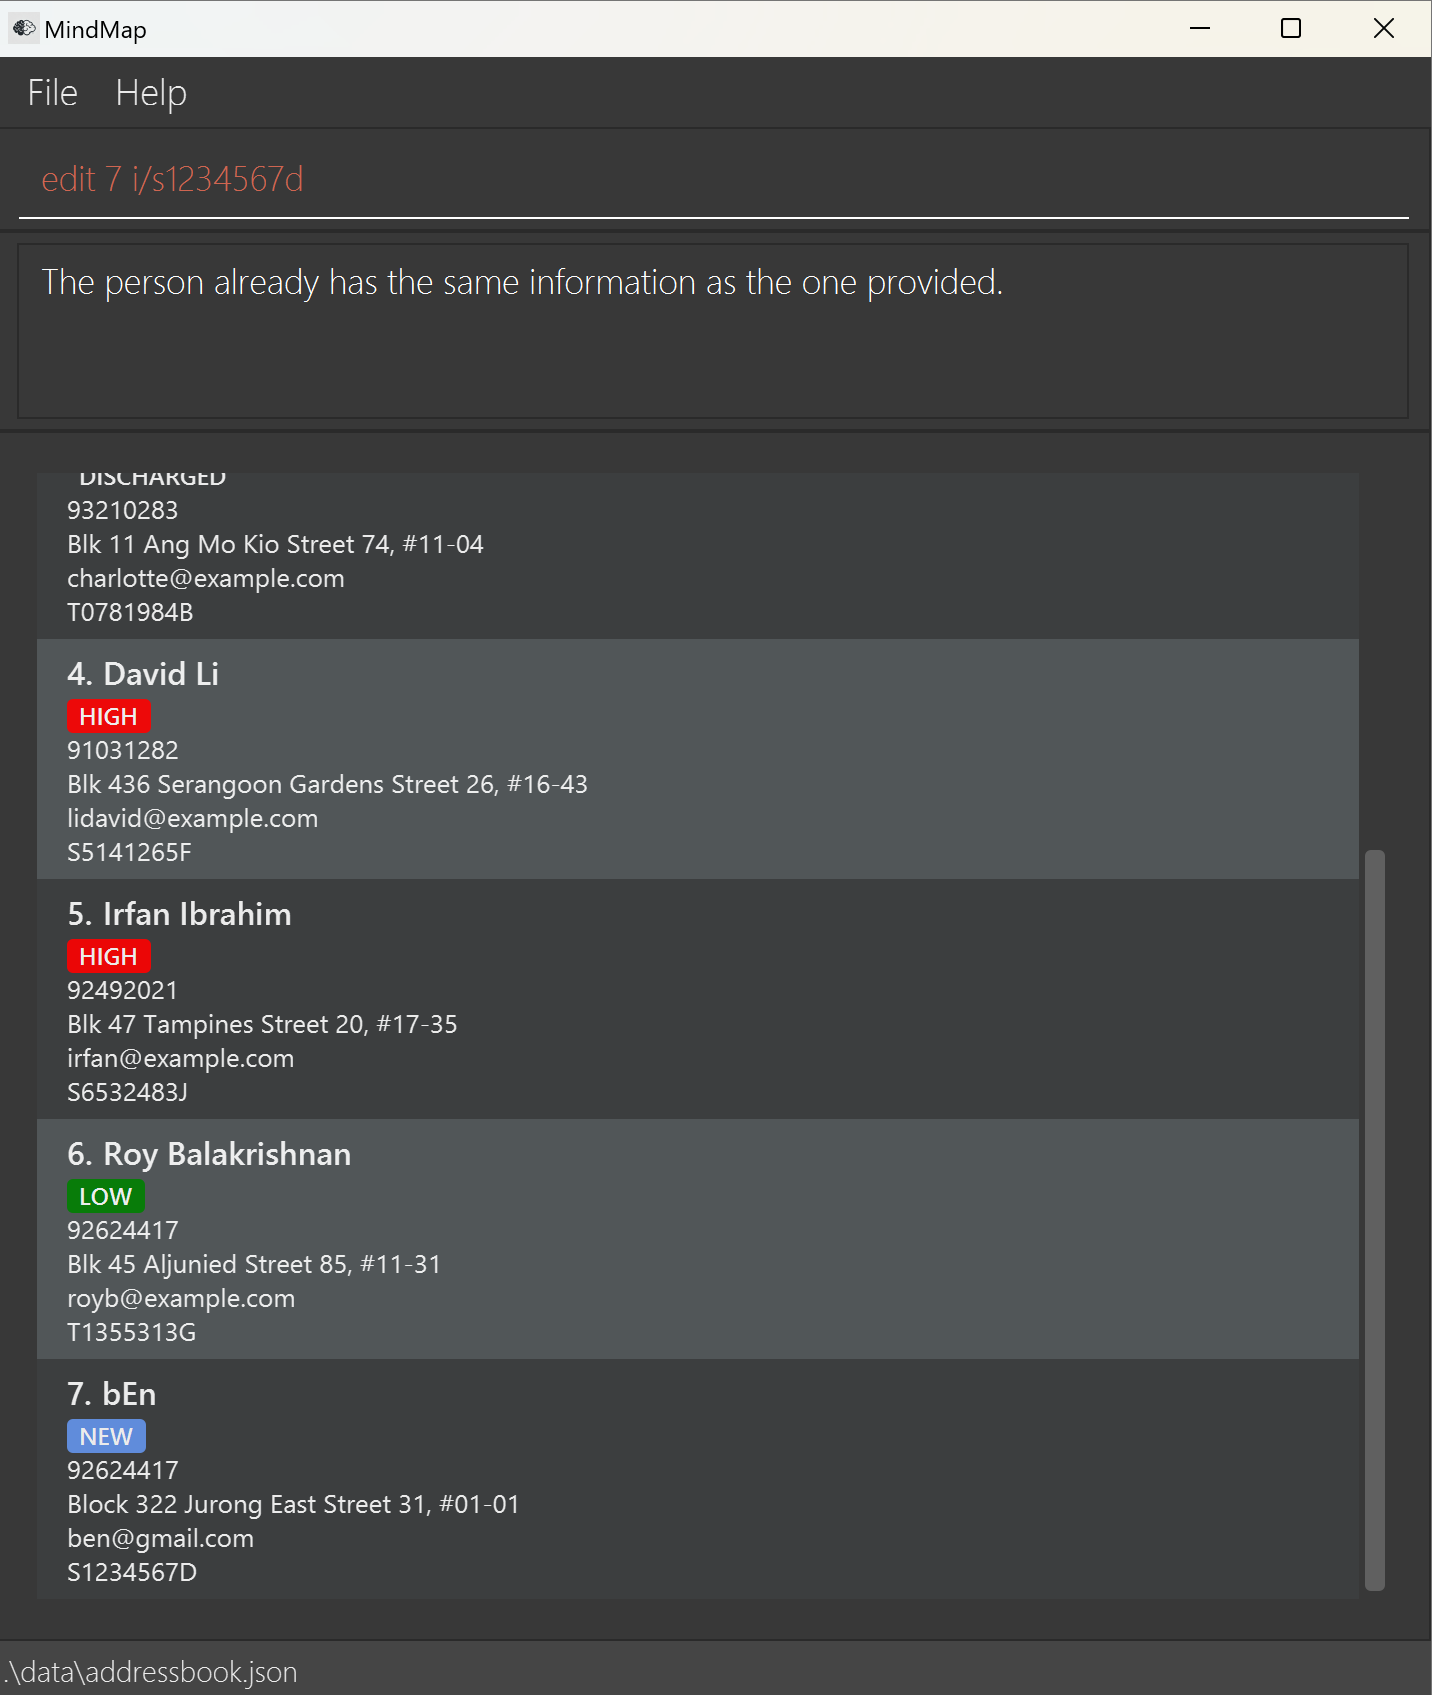 MindMap
File Help
edit 7 i/s1234567d
The person already has the same information as the one provided.
DISCHARGED
93210283
Blk 11 Ang Mo Kio Street 74, #11-04
charlotte@example.com
T0781984B
4. David Li
HIGH
91031282
Blk 436 Serangoon Gardens Street 26, #16-43
lidavid@example.com
S5141265F
5. Irfan Ibrahim
HIGH
92492021
Blk 47 Tampines Street 20, #17-35
irfan@example.com
S6532483J
6. Roy Balakrishnan
LOW
92624417
Blk 45 Aljunied Street 85, #11-31
royb@example.com
T1355313G
7. bEn
NEW
92624417
Block 322 Jurong East Street 31, #01-01
ben@gmail.com
S1234567D
.\data\addressbook.json